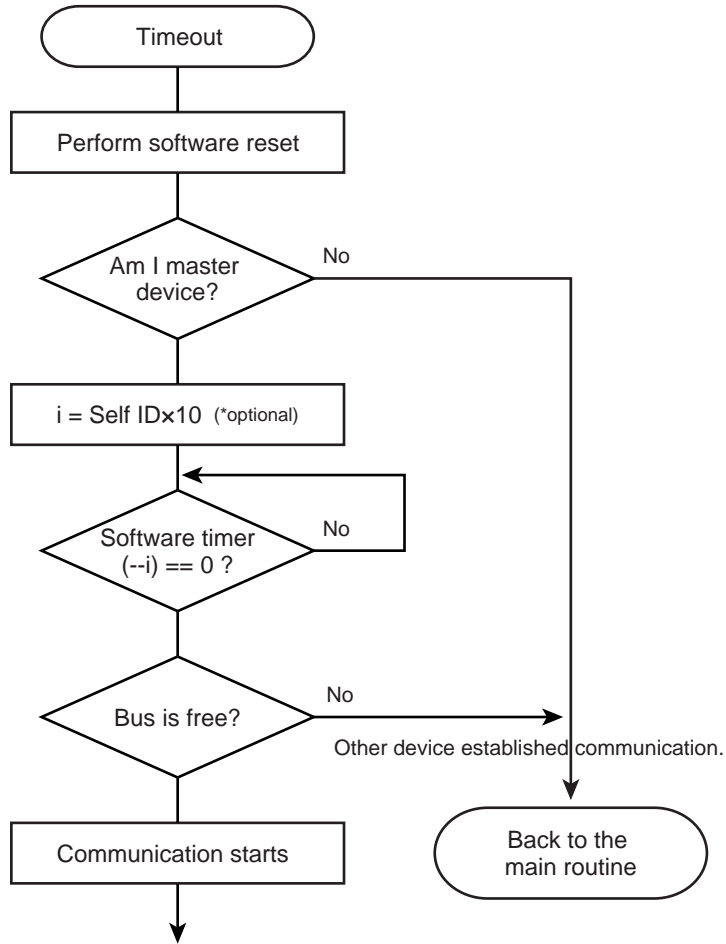 Timeout
Perform software reset
Am I master
device?
No
i = Self ID×10 (*optional)
Software timer
(--i) == 0 ?
No
Bus is free?
No
Other device established communication.
Communication starts
Back to the
main routine